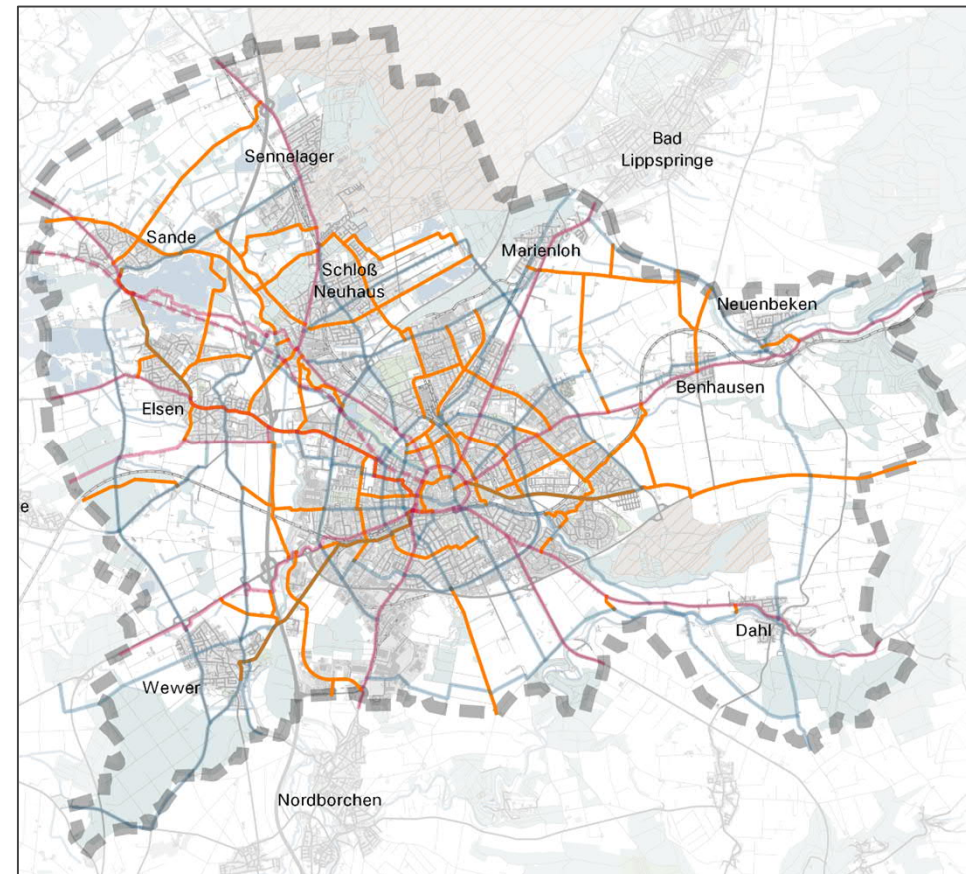 Bad
Lippspringe
Sennelager
Sande
Marienloh
Schloß
Neuhaus
Neuenbeken
Benhausen
Elsen
e
Dahl
Wewer
Nordborchen